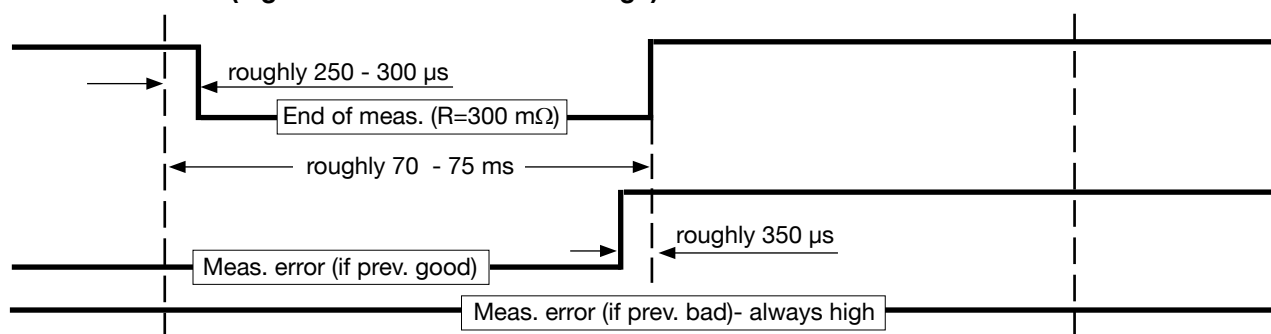 roughly 250 - 300 µs
End of meas. (R=300 mΩ)
roughly 70 - 75 ms
roughly 350 µs
Meas. error (if prev. good)
Meas. error (if prev. bad)- always high